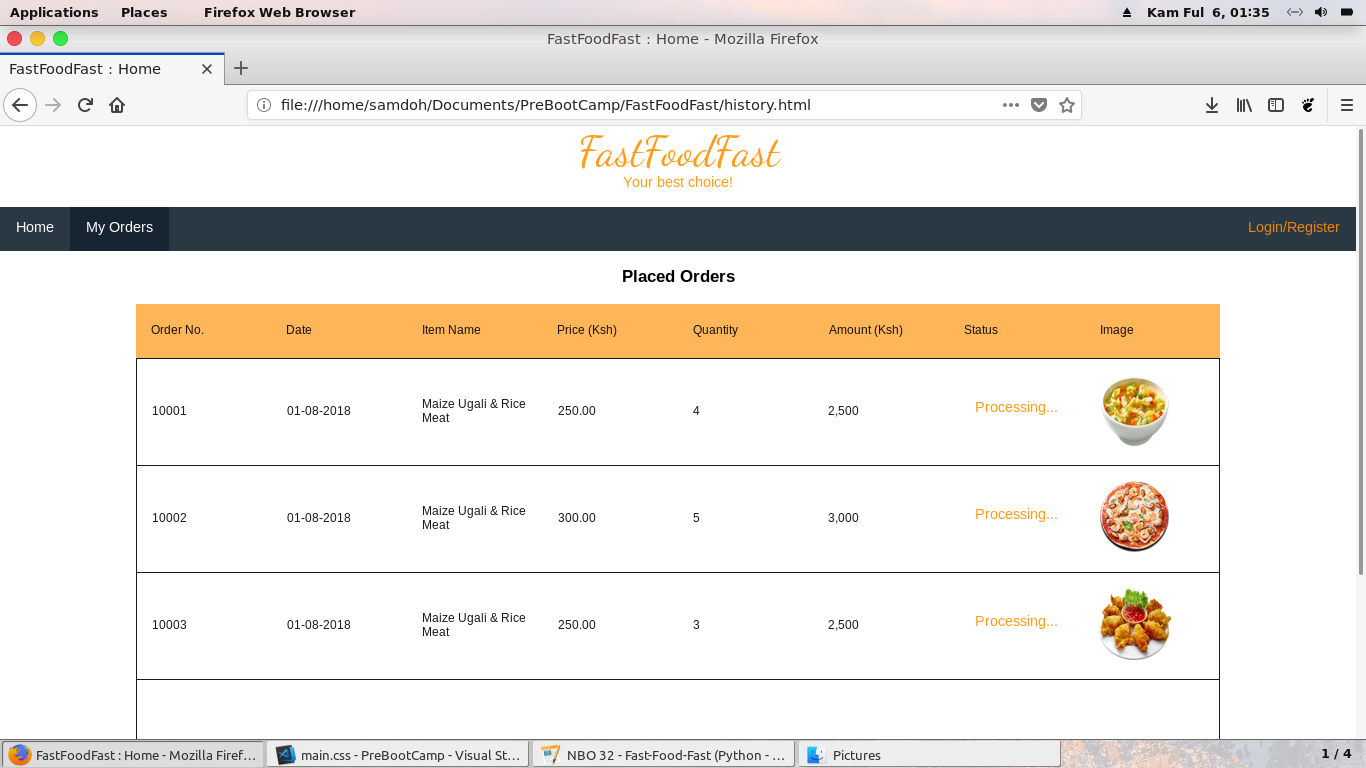 Applications Places Firefox Web Browser Kam Ful 6, 01:35
FastFoodFast : Home - Mozilla Firefox
FastFoodFast : Home
file:///home/samdoh/Documents/PreBootCamp/FastFoodFast/history.html
FastFoodFast
Your best choice!
Home My Orders Login/Register
Placed Orders
Order No. Date Item Name Price (Ksh) Quantity Amount (Ksh) Status Image
10001 01-08-2018 Maize Ugali & Rice 250.00 4 2,500 Processing...
Meat
10002 01-08-2018 Maize Ugali & Rice 300.00 5 3,000 Processing...
Meat
10003 01-08-2018 Maize Ugali & Rice 250.00 3 2,500 Processing...
Meat
FastFoodFast : Home - Mozilla Firef... main.css - PreBootCamp - Visual St... NBO 32 - Fast-Food-Fast (Python - ... Pictures 1 / 4